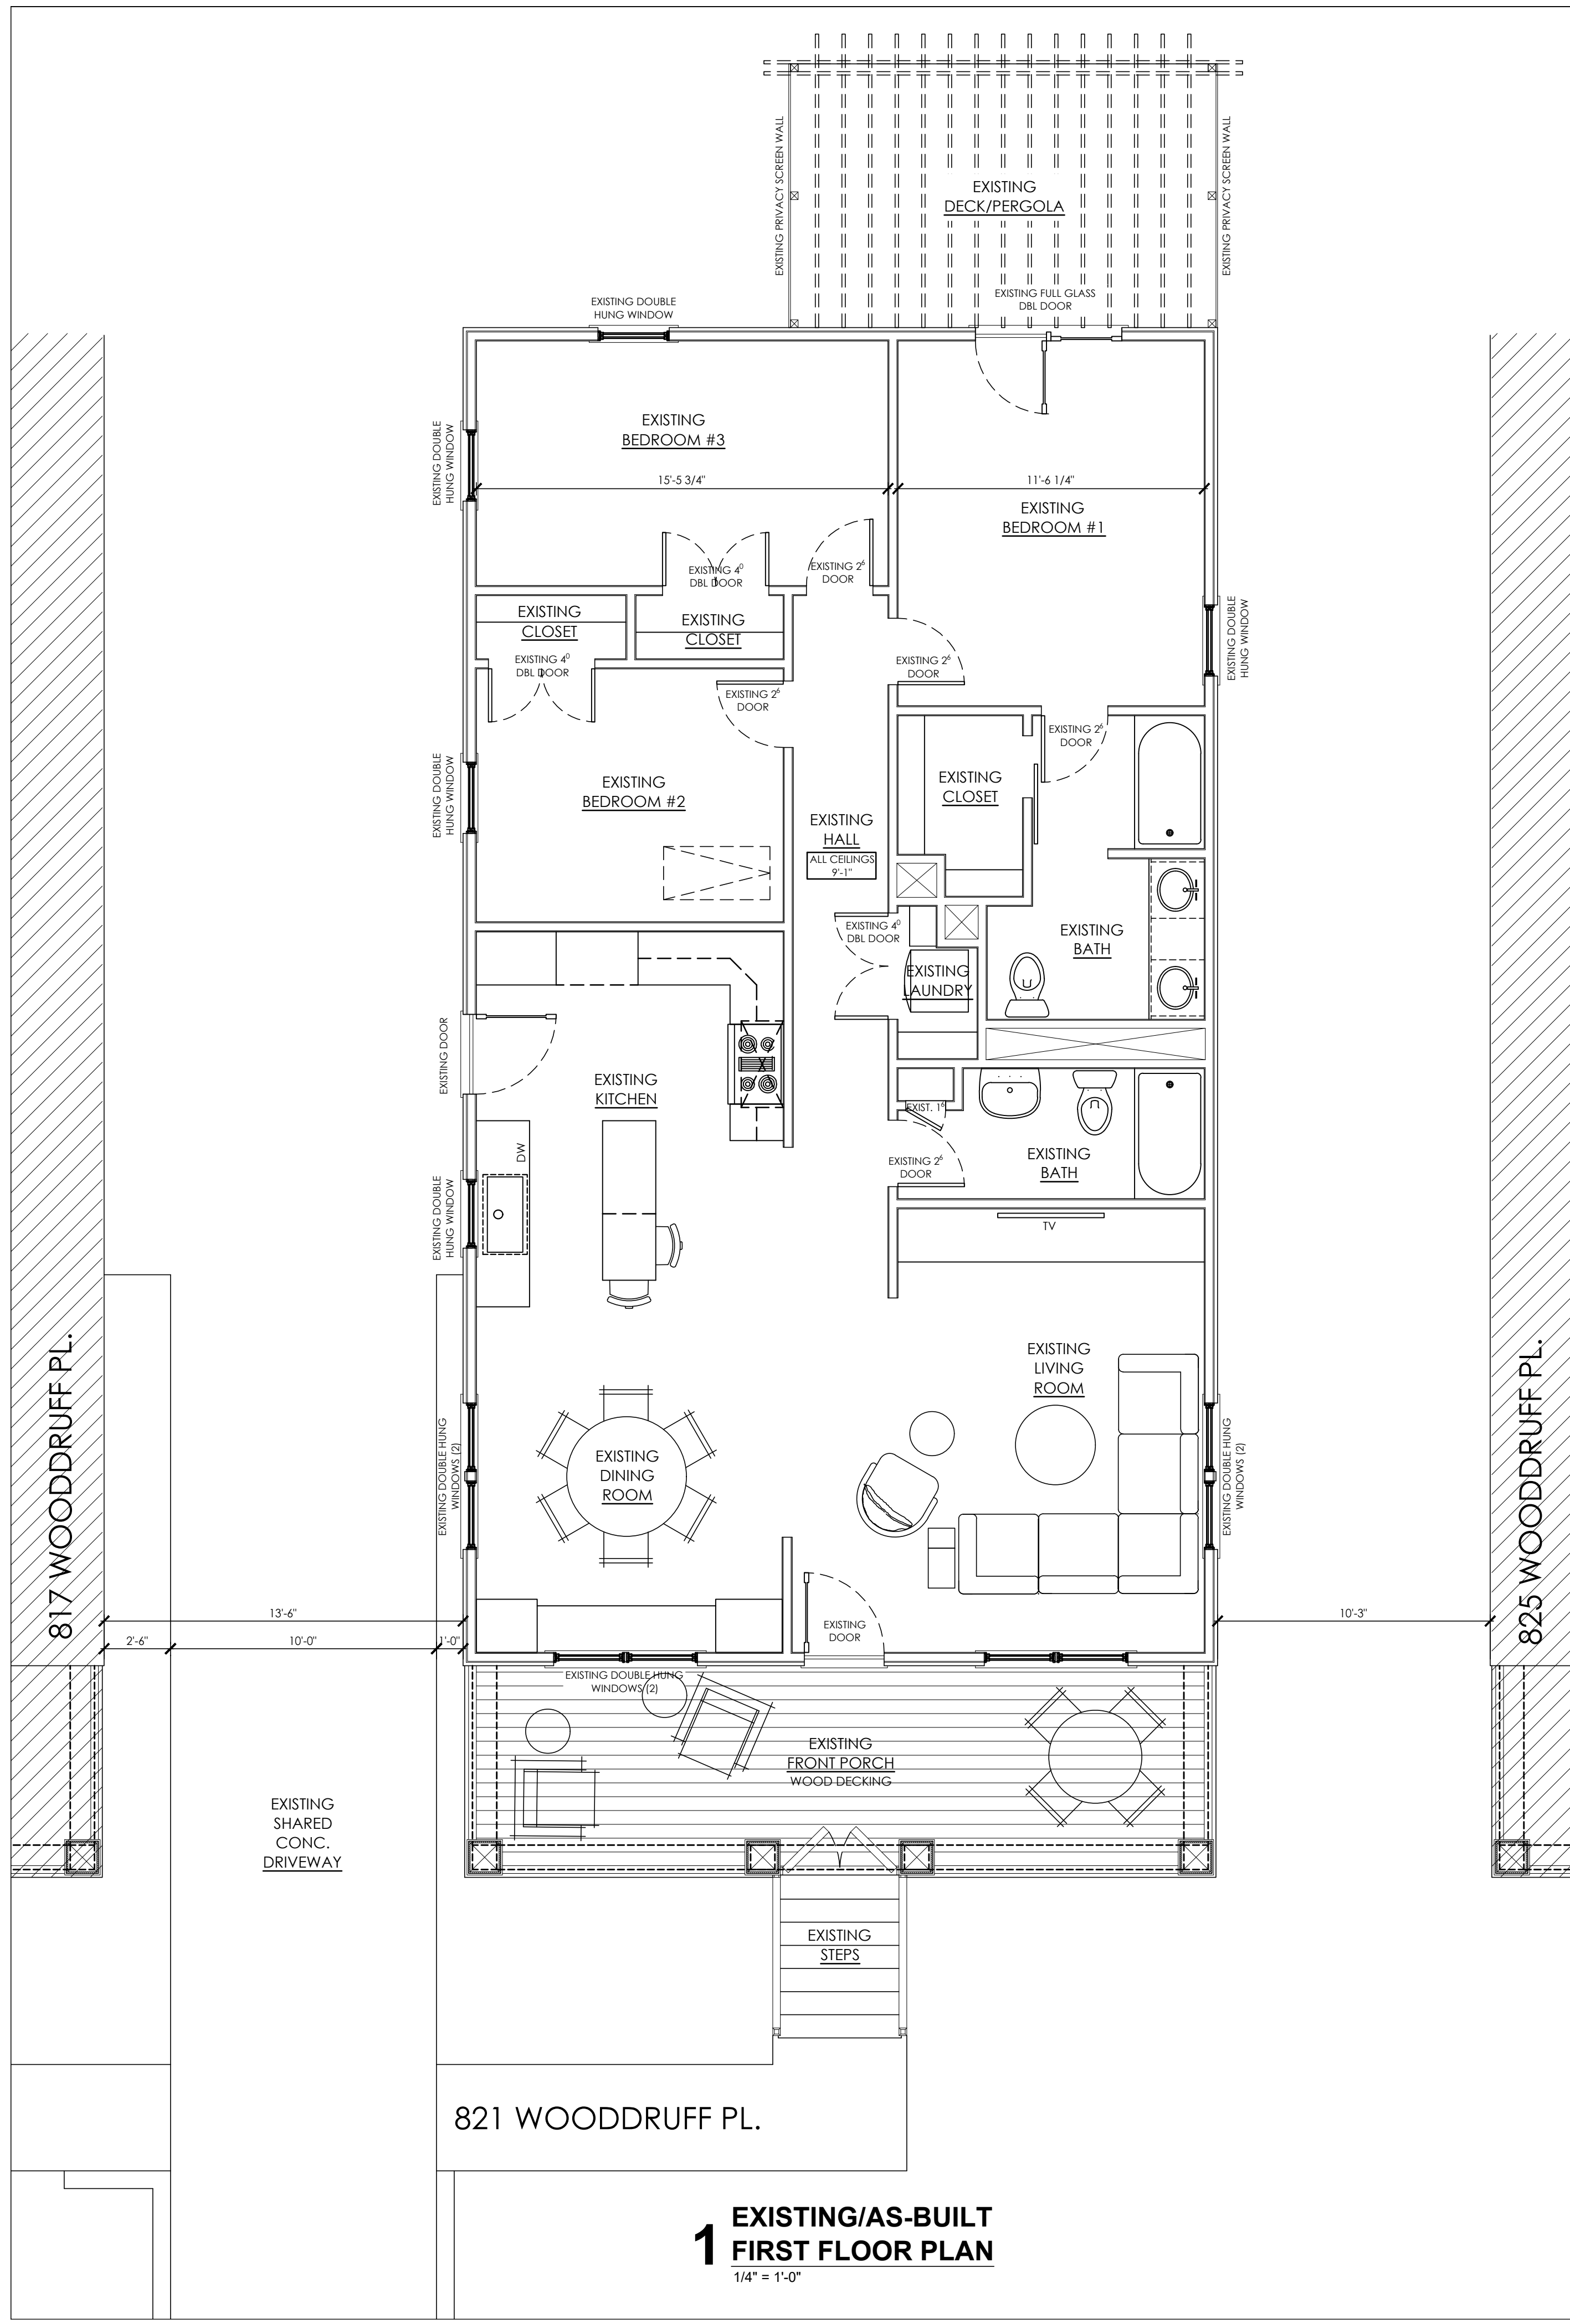 EXISTING PRIVACY SCREEN WALL
EXISTING PRIVACY SCREEN WALL
EXISTING
DECK/PERGOLA
EXISTING DOUBLE
HUNG WINDOW
EXISTING FULL GLASS
DBL DOOR
EXISTING
BEDROOM #3
EXISTING DOUBLE
HUNG WINDOW
15'-5 3/4"
11'-6 1/4"
EXISTING
BEDROOM #1
EXISTING 4⁰
DBL DOOR
EXISTING 2⁶
DOOR
EXISTING
CLOSET
EXISTING
CLOSET
EXISTING DOUBLE
HUNG WINDOW
EXISTING 4⁰
DBL DOOR
EXISTING 2⁶
DOOR
EXISTING 2⁶
DOOR
EXISTING 2⁶
DOOR
EXISTING DOUBLE
HUNG WINDOW
EXISTING
BEDROOM #2
EXISTING
CLOSET
EXISTING
HALL
ALL CEILINGS
9'-1"
EXISTING 4⁰
DBL DOOR
EXISTING
BATH
EXISTING
LAUNDRY
EXISTING DOOR
EXISTING
KITCHEN
EXIST. 1⁶
DW
EXISTING 2⁶
DOOR
EXISTING
BATH
EXISTING DOUBLE
HUNG WINDOW
TV
EXISTING
LIVING
ROOM
817 WOODDRUFF PL.
825 WOODDRUFF PL.
EXISTING DOUBLE HUNG
WINDOWS (2)
EXISTING
DINING
ROOM
EXISTING DOUBLE HUNG
WINDOWS (2)
13'-6"
10'-3"
EXISTING
DOOR
2'-6"
10'-0"
1'-0"
EXISTING DOUBLE HUNG
WINDOWS (2)
EXISTING
FRONT PORCH
WOOD DECKING
EXISTING
SHARED
CONC.
DRIVEWAY
EXISTING
STEPS
821 WOODDRUFF PL.
1
EXISTING/AS-BUILT
FIRST FLOOR PLAN
1/4" = 1'-0"